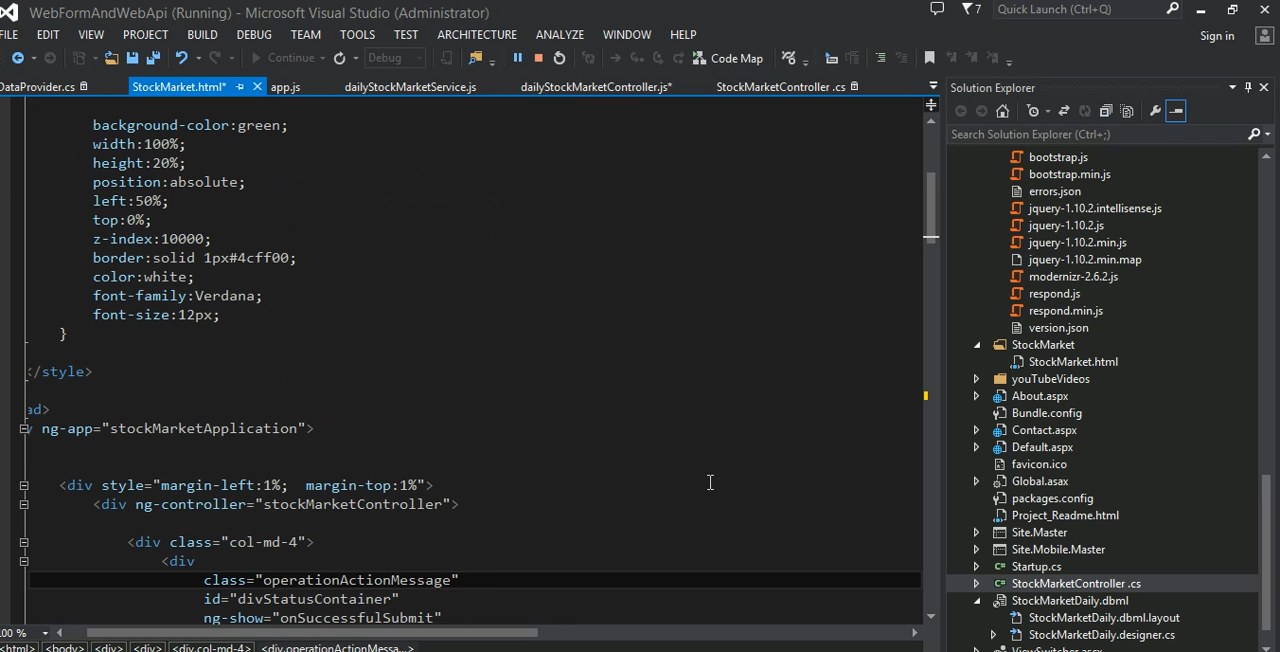 WebFormAndWebApi (Running) - Microsoft Visual Studio (Administrator)
7
Quick Launch (Ctrl+Q)
FILE EDIT VIEW PROJECT BUILD DEBUG TEAM TOOLS TEST ARCHITECTURE ANALYZE WINDOW HELP
Sign in
Continue
Debug
Code Map
DataProvider.cs
StockMarket.html*
app.js
dailyStockMarketService.js
dailyStockMarketController.js*
StockMarketController .cs
background-color:green;
width:100%;
height:20%;
position:absolute;
left:50%;
top:0%;
z-index:10000;
border:solid 1px#4cff00;
color:white;
font-family:Verdana;
font-size:12px;
}
</style>
ad>
y ng-app="stockMarketApplication">
<div style="margin-left:1%;  margin-top:1%">
<div ng-controller="stockMarketController">
<div class="col-md-4">
<div
class="operationActionMessage"
id="divStatusContainer"
ng-show="onSuccessfulSubmit"
00 %
<html> <body> <div> <div> <div.col-md-4> <div.operationActionMessa...>
Solution Explorer
Search Solution Explorer (Ctrl+;)
bootstrap.js
bootstrap.min.js
errors.json
jquery-1.10.2.intellisense.js
jquery-1.10.2.js
jquery-1.10.2.min.js
jquery-1.10.2.min.map
modernizr-2.6.2.js
respond.js
respond.min.js
version.json
StockMarket
StockMarket.html
youTubeVideos
About.aspx
Bundle.config
Contact.aspx
Default.aspx
favicon.ico
Global.asax
packages.config
Project_Readme.html
Site.Master
Site.Mobile.Master
Startup.cs
StockMarketController .cs
StockMarketDaily.dbml
StockMarketDaily.dbml.layout
StockMarketDaily.designer.cs
ViewSwitcher.ascx